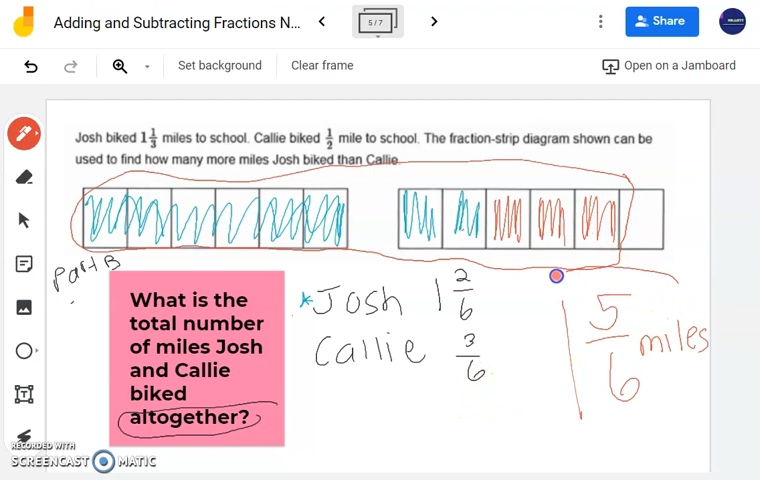 Adding and Subtracting Fractions N...
5/7
Share
Set background
Clear frame
Open on a Jamboard
Josh biked 1 1/3 miles to school. Callie biked 1/2 mile to school. The fraction-strip diagram shown can be
used to find how many more miles Josh biked than Callie.
Part B
What is the
total number
of miles Josh
and Callie
biked
altogether?
* Josh 1 2/6
Callie 3/6
1 5/6 miles
RECORDED WITH
SCREENCAST MATIC